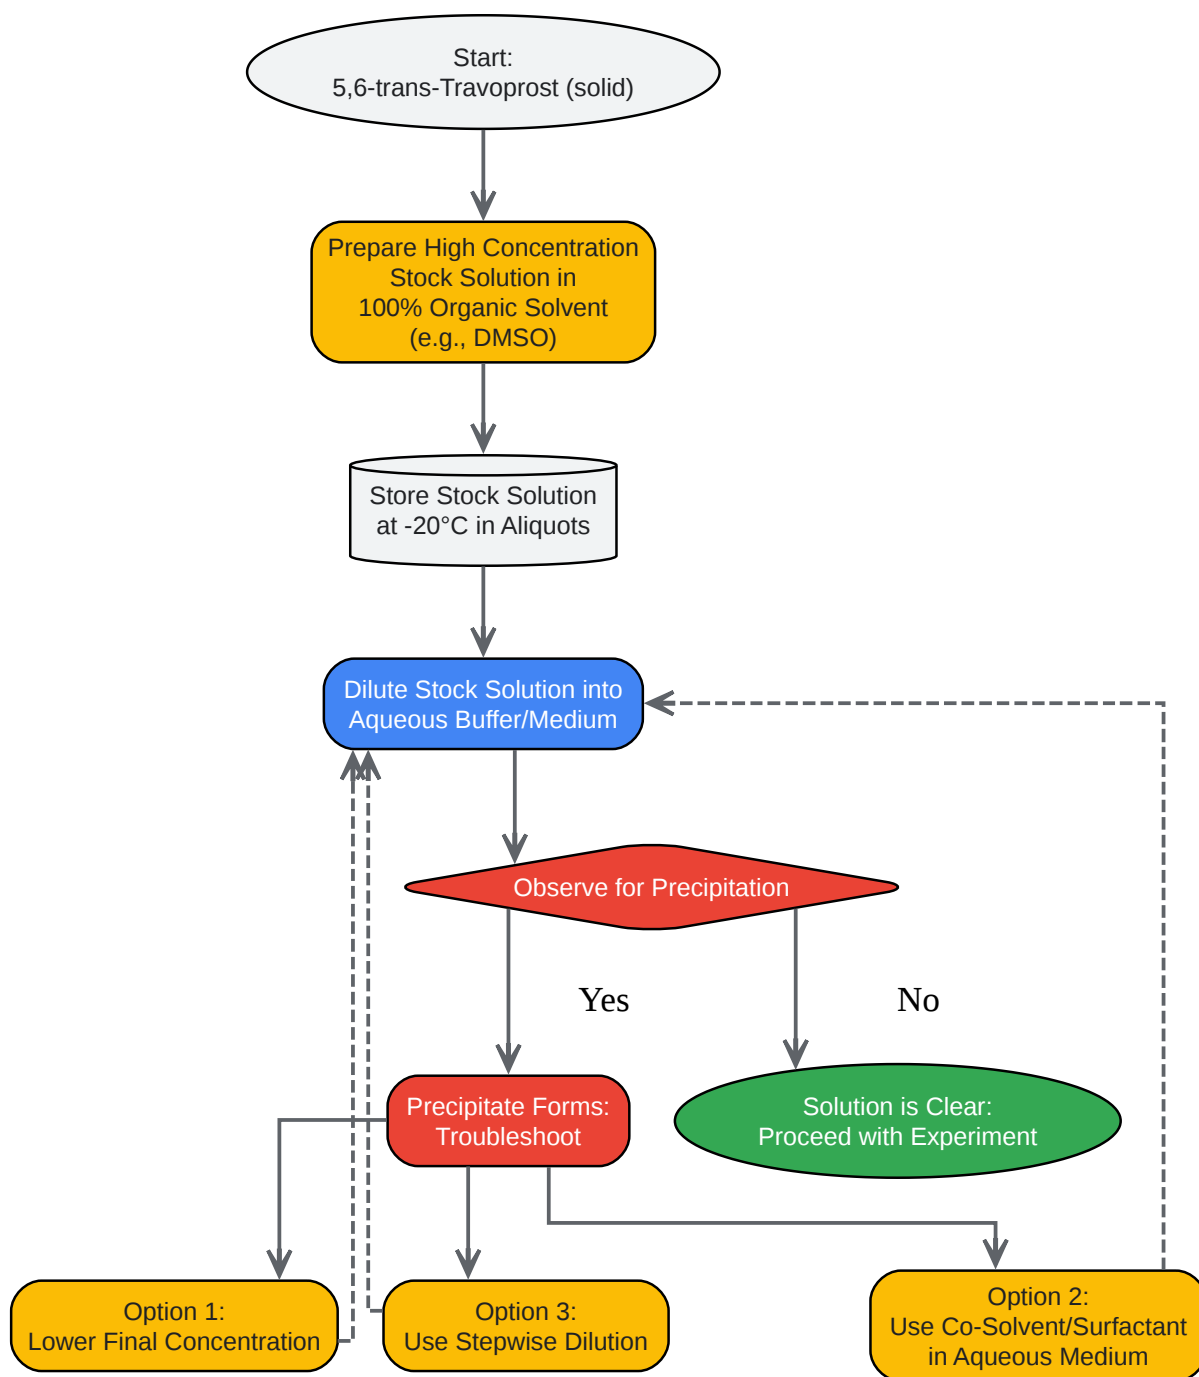 Start:
5,6-trans-Travoprost (solid)
Prepare High Concentration
Stock Solution in
100% Organic Solvent
(e.g., DMSO)
Store Stock Solution
at -20°C in Aliquots
Dilute Stock Solution into
Aqueous Buffer/Medium
Observe for Precipitation
Yes
No
Precipitate Forms:
Troubleshoot
Solution is Clear:
Proceed with Experiment
Option 1:
Lower Final Concentration
Option 3:
Use Stepwise Dilution
Option 2:
Use Co-Solvent/Surfactant
in Aqueous Medium